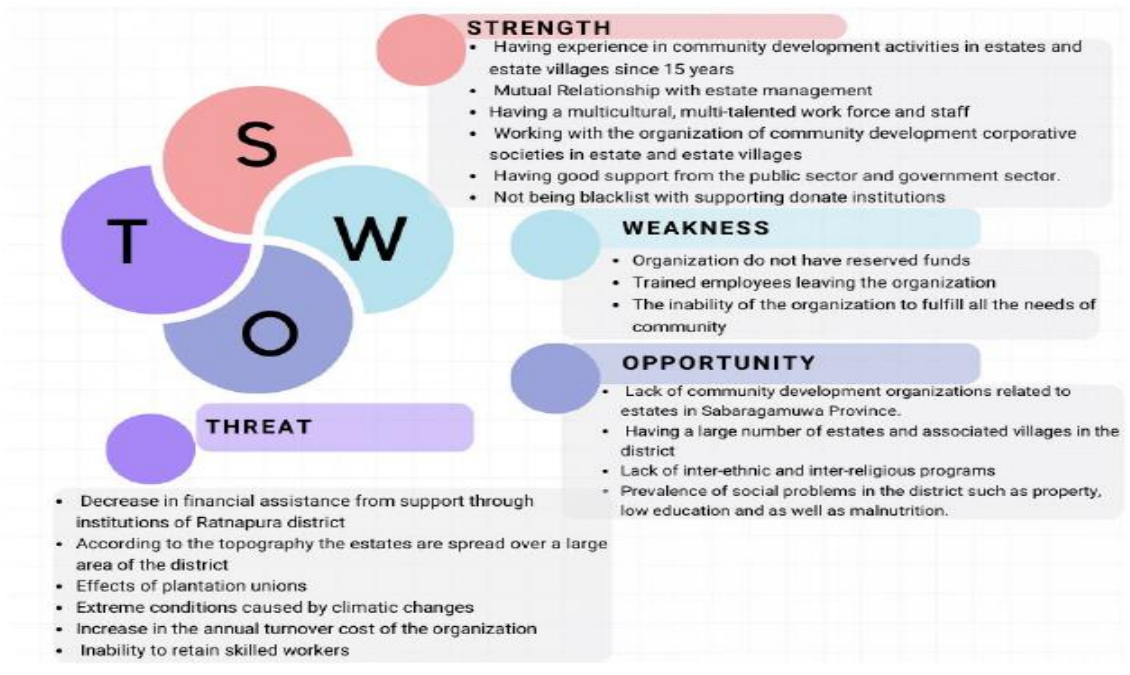 STRENGTH
• Having experience in community development activities in estates and
estate villages since 15 years
• Mutual Relationship with estate management
• Having a multicultural, multi-talented work force and staff
• Working with the organization of community development corporative
societies in estate and estate villages
• Having good support from the public sector and government sector.
• Not being blacklist with supporting donate institutions
S
T
W
O
WEAKNESS
• Organization do not have reserved funds
• Trained employees leaving the organization
• The inability of the organization to fulfill all the needs of
community
OPPORTUNITY
• Lack of community development organizations related to
estates in Sabaragamuwa Province.
• Having a large number of estates and associated villages in the
district
• Lack of inter-ethnic and inter-religious programs
• Prevalence of social problems in the district such as property,
low education and as well as malnutrition.
THREAT
• Decrease in financial assistance from support through
institutions of Ratnapura district
• According to the topography the estates are spread over a large
area of the district
• Effects of plantation unions
• Extreme conditions caused by climatic changes
• Increase in the annual turnover cost of the organization
• Inability to retain skilled workers